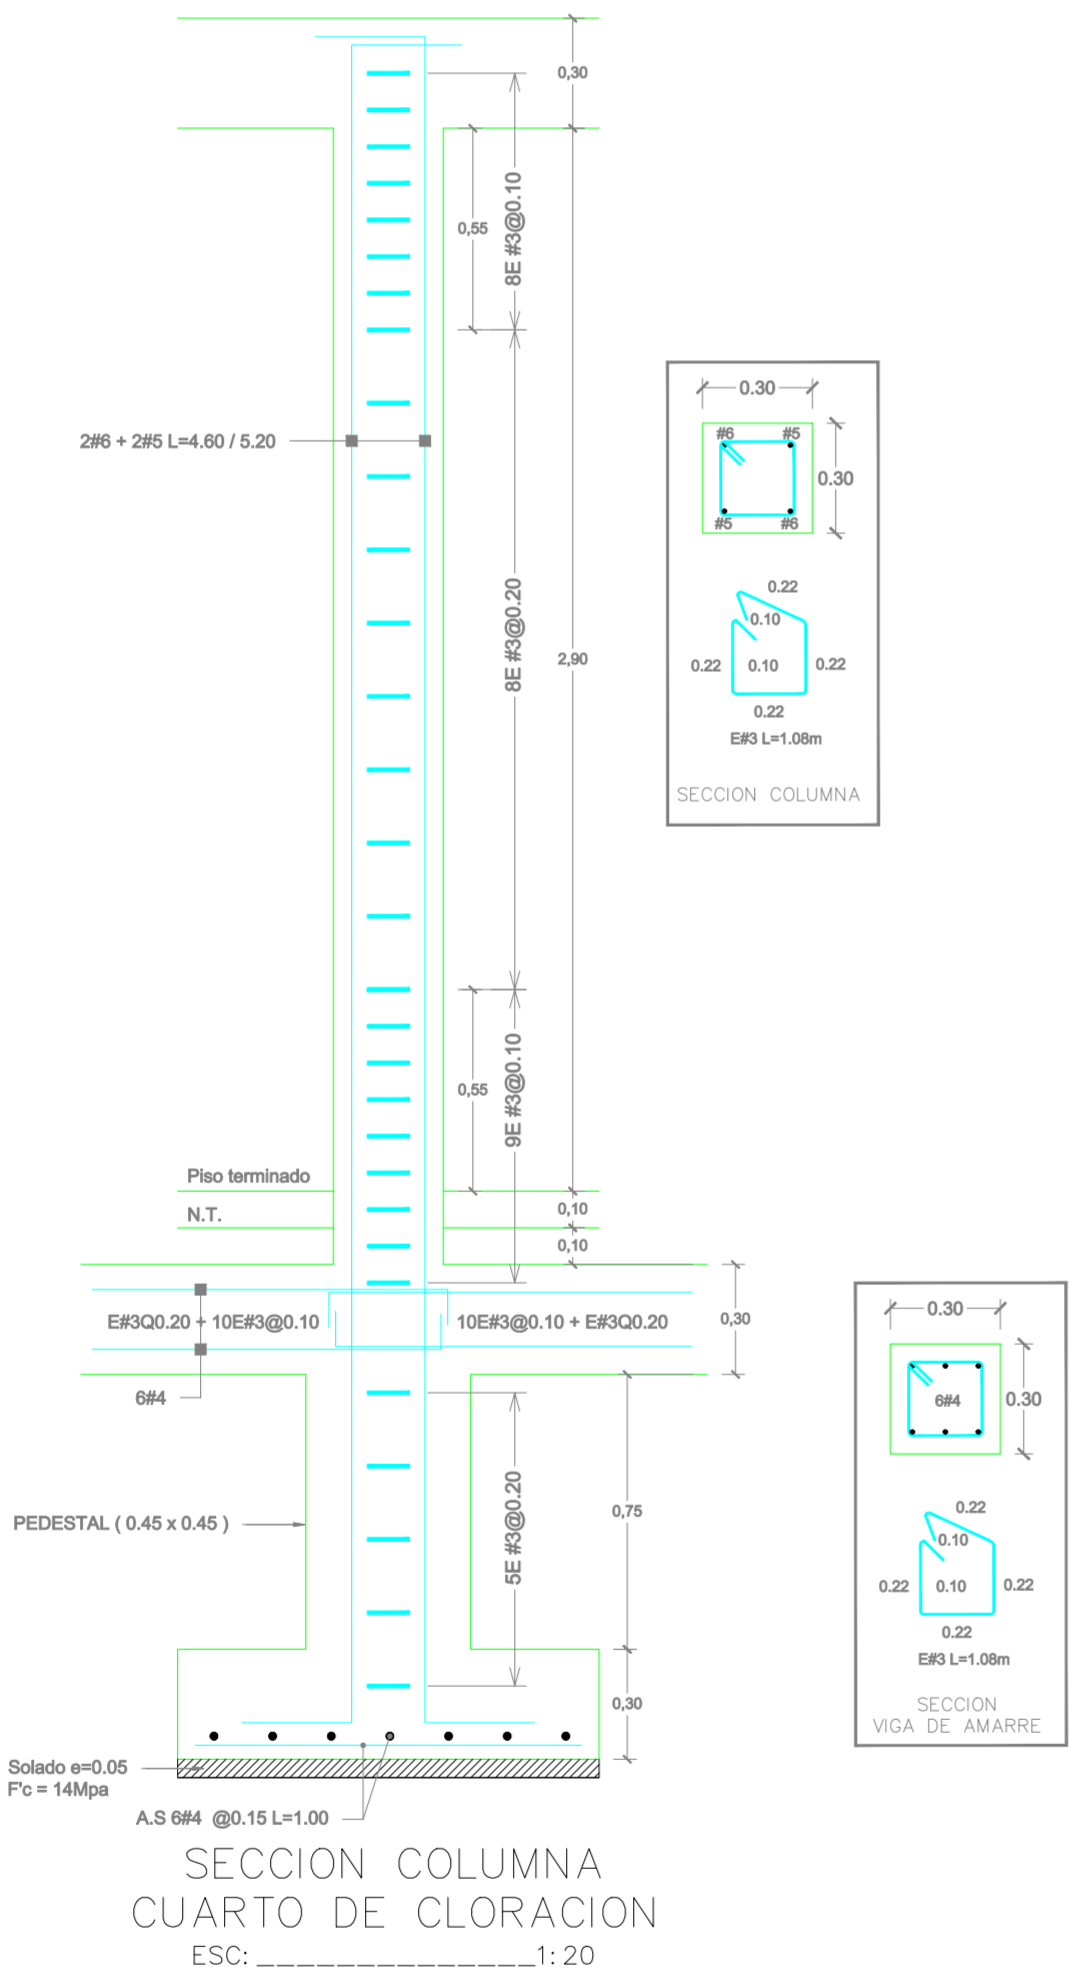 0,30
8E #3@0.10
0,55
2#6 + 2#5 L=4.60 / 5.20
8E #3@0.20
2,90
9E #3@0.10
0,55
Piso terminado
N.T.
0,10
0,10
E#3Q0.20 + 10E#3@0.10
10E#3@0.10 + E#3Q0.20
0,30
6#4
PEDESTAL ( 0.45 x 0.45 )
5E #3@0.20
0,75
0,30
Solado e=0.05
F'c = 14Mpa
A.S 6#4 @0.15 L=1.00
SECCION COLUMNA
CUARTO DE CLORACION
ESC: ______________1:20
0.30
#6 #5
0.30
#5 #6
0.22
0.10
0.22 0.10 0.22
0.22
E#3 L=1.08m
SECCION COLUMNA
0.30
6#4
0.30
0.22
0.10
0.22 0.10 0.22
0.22
E#3 L=1.08m
SECCION
VIGA DE AMARRE